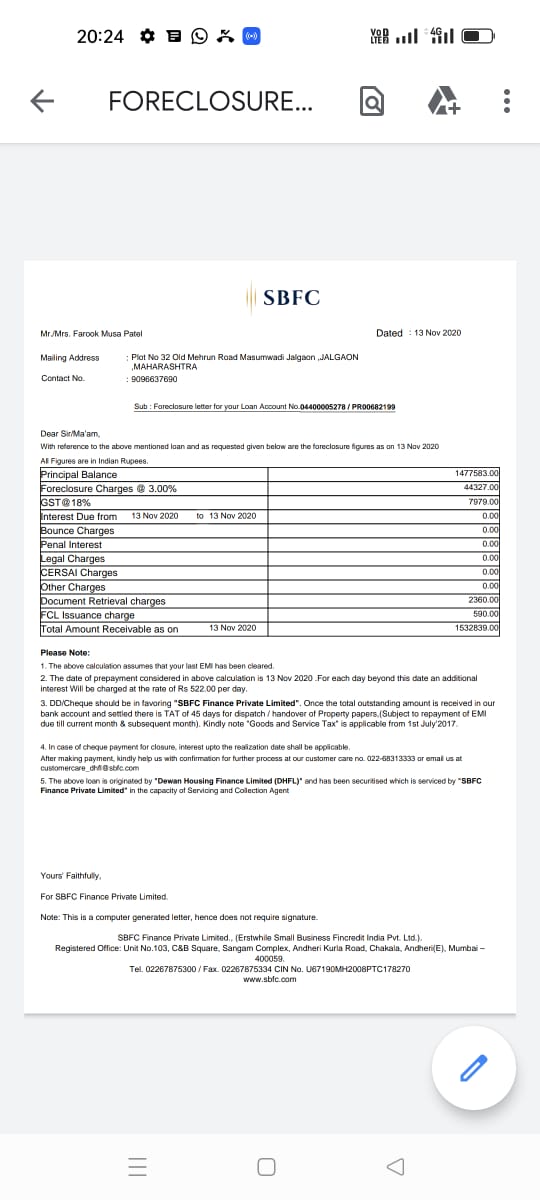 20:24
VoD LTE 4G
FORECLOSURE...
SBFC
Mr./Mrs. Farook Musa Patel Dated : 13 Nov 2020
Mailing Address : Plot No 32 Old Mehrun Road Masumwadi Jalgaon ,JALGAON
,MAHARASHTRA
Contact No. : 9096637690
Sub : Foreclosure letter for your Loan Account No.04400005278 / PR00682199
Dear Sir/Ma'am,
With reference to the above mentioned loan and as requested given below are the foreclosure figures as on 13 Nov 2020
All Figures are in Indian Rupees.
Principal Balance 1477583.00
Foreclosure Charges @ 3.00% 44327.00
GST@18% 7979.00
Interest Due from 13 Nov 2020 to 13 Nov 2020 0.00
Bounce Charges 0.00
Penal Interest 0.00
Legal Charges 0.00
CERSAI Charges 0.00
Other Charges 0.00
Document Retrieval charges 2360.00
FCL Issuance charge 590.00
Total Amount Receivable as on 13 Nov 2020 1532839.00
Please Note:
1. The above calculation assumes that your last EMI has been cleared.
2. The date of prepayment considered in above calculation is 13 Nov 2020 .For each day beyond this date an additional
interest Will be charged at the rate of Rs 522.00 per day.
3. DD/Cheque should be in favoring "SBFC Finance Private Limited". Once the total outstanding amount is received in our
bank account and settled there is TAT of 45 days for dispatch / handover of Property papers,(Subject to repayment of EMI
due till current month & subsequent month). Kindly note "Goods and Service Tax" is applicable from 1st July'2017.
4. In case of cheque payment for closure, interest upto the realization date shall be applicable.
After making payment, kindly help us with confirmation for further process at our customer care no. 022-68313333 or email us at
customercare_dhfl@sbfc.com
5. The above loan is originated by "Dewan Housing Finance Limited (DHFL)" and has been securitised which is serviced by "SBFC
Finance Private Limited" in the capacity of Servicing and Collection Agent
Yours' Faithfully,
For SBFC Finance Private Limited.
Note: This is a computer generated letter, hence does not require signature.
SBFC Finance Private Limited., (Erstwhile Small Business Fincredit India Pvt. Ltd.).
Registered Office: Unit No.103, C&B Square, Sangam Complex, Andheri Kurla Road, Chakala, Andheri(E), Mumbai –
400059.
Tel. 02267875300 / Fax. 02267875334 CIN No. U67190MH2008PTC178270
www.sbfc.com